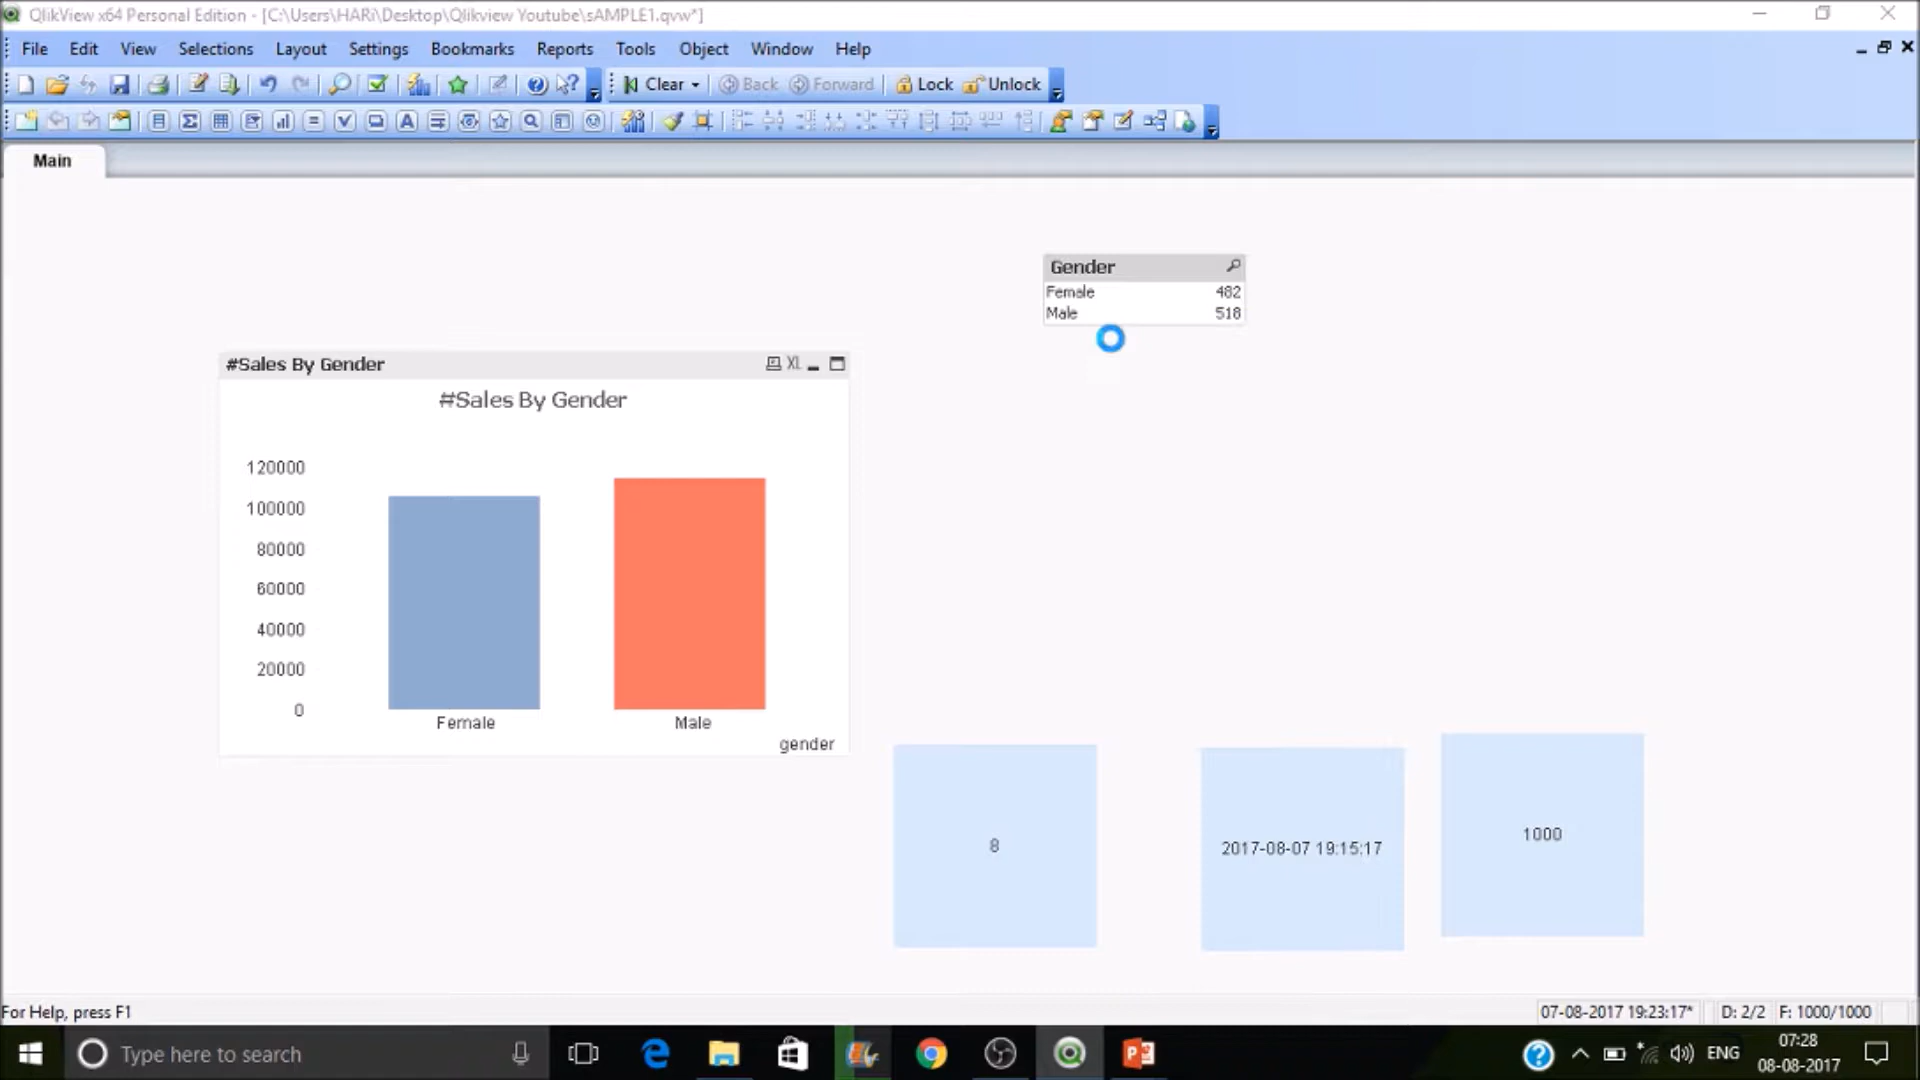 QlikView x64 Personal Edition - [C:\Users\HARi\Desktop\Qlikview Youtube\sAMPLE1.qvw*]
File Edit View Selections Layout Settings Bookmarks Reports Tools Object Window Help
Clear Back Forward Lock Unlock
Main
Gender
Female 482
Male 518
#Sales By Gender XL
#Sales By Gender
120000
100000
80000
60000
40000
20000
0
Female Male
gender
8
2017-08-07 19:15:17
1000
For Help, press F1
07-08-2017 19:23:17* D: 2/2 F: 1000/1000
Type here to search
ENG
07:28
08-08-2017